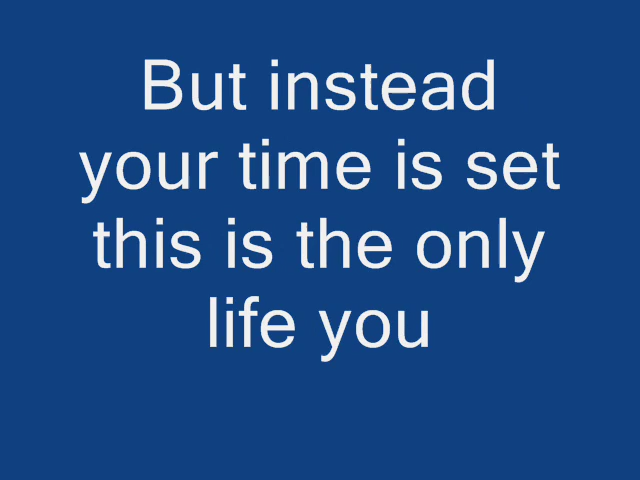 But instead
your time is set
this is the only
life you